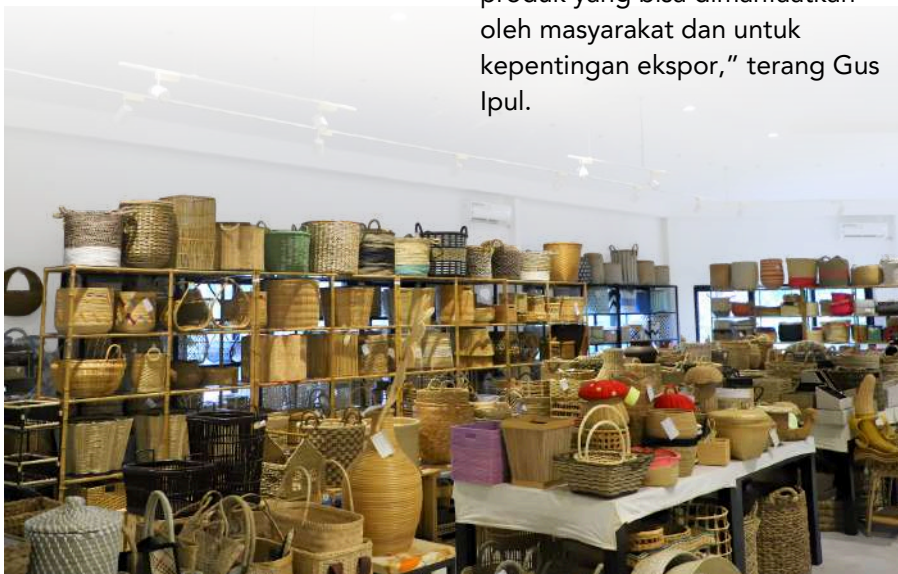 oleh masyarakat dan untuk
kepentingan ekspor,” terang Gus
Ipul.